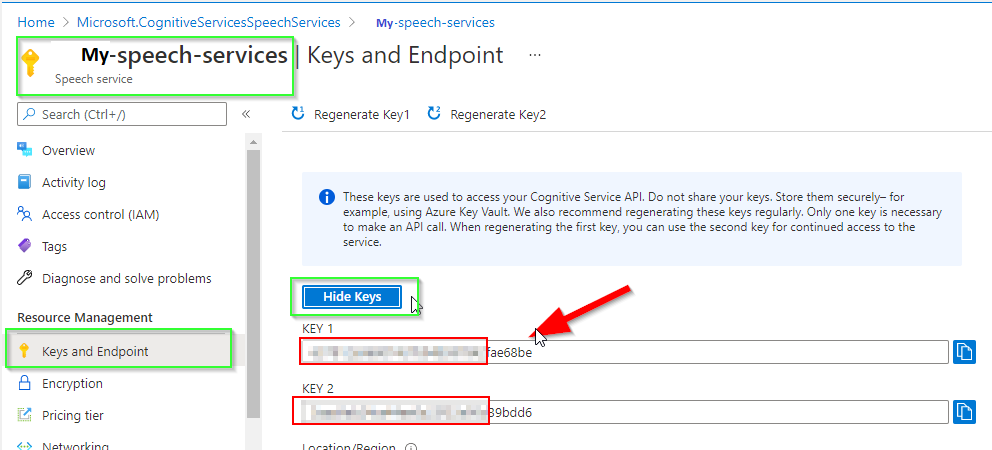 Home > Microsoft.CognitiveServicesSpeechServices > My-speech-services
My-speech-services | Keys and Endpoint ...
Speech service
Search (Ctrl+/) «
Regenerate Key1 Regenerate Key2
Overview
Activity log
Access control (IAM)
Tags
Diagnose and solve problems
Resource Management
Keys and Endpoint
Encryption
Pricing tier
Networking
These keys are used to access your Cognitive Service API. Do not share your keys. Store them securely– for
example, using Azure Key Vault. We also recommend regenerating these keys regularly. Only one key is necessary
to make an API call. When regenerating the first key, you can use the second key for continued access to the
service.
Hide Keys
KEY 1
fae68be
KEY 2
89bdd6
Location/Region